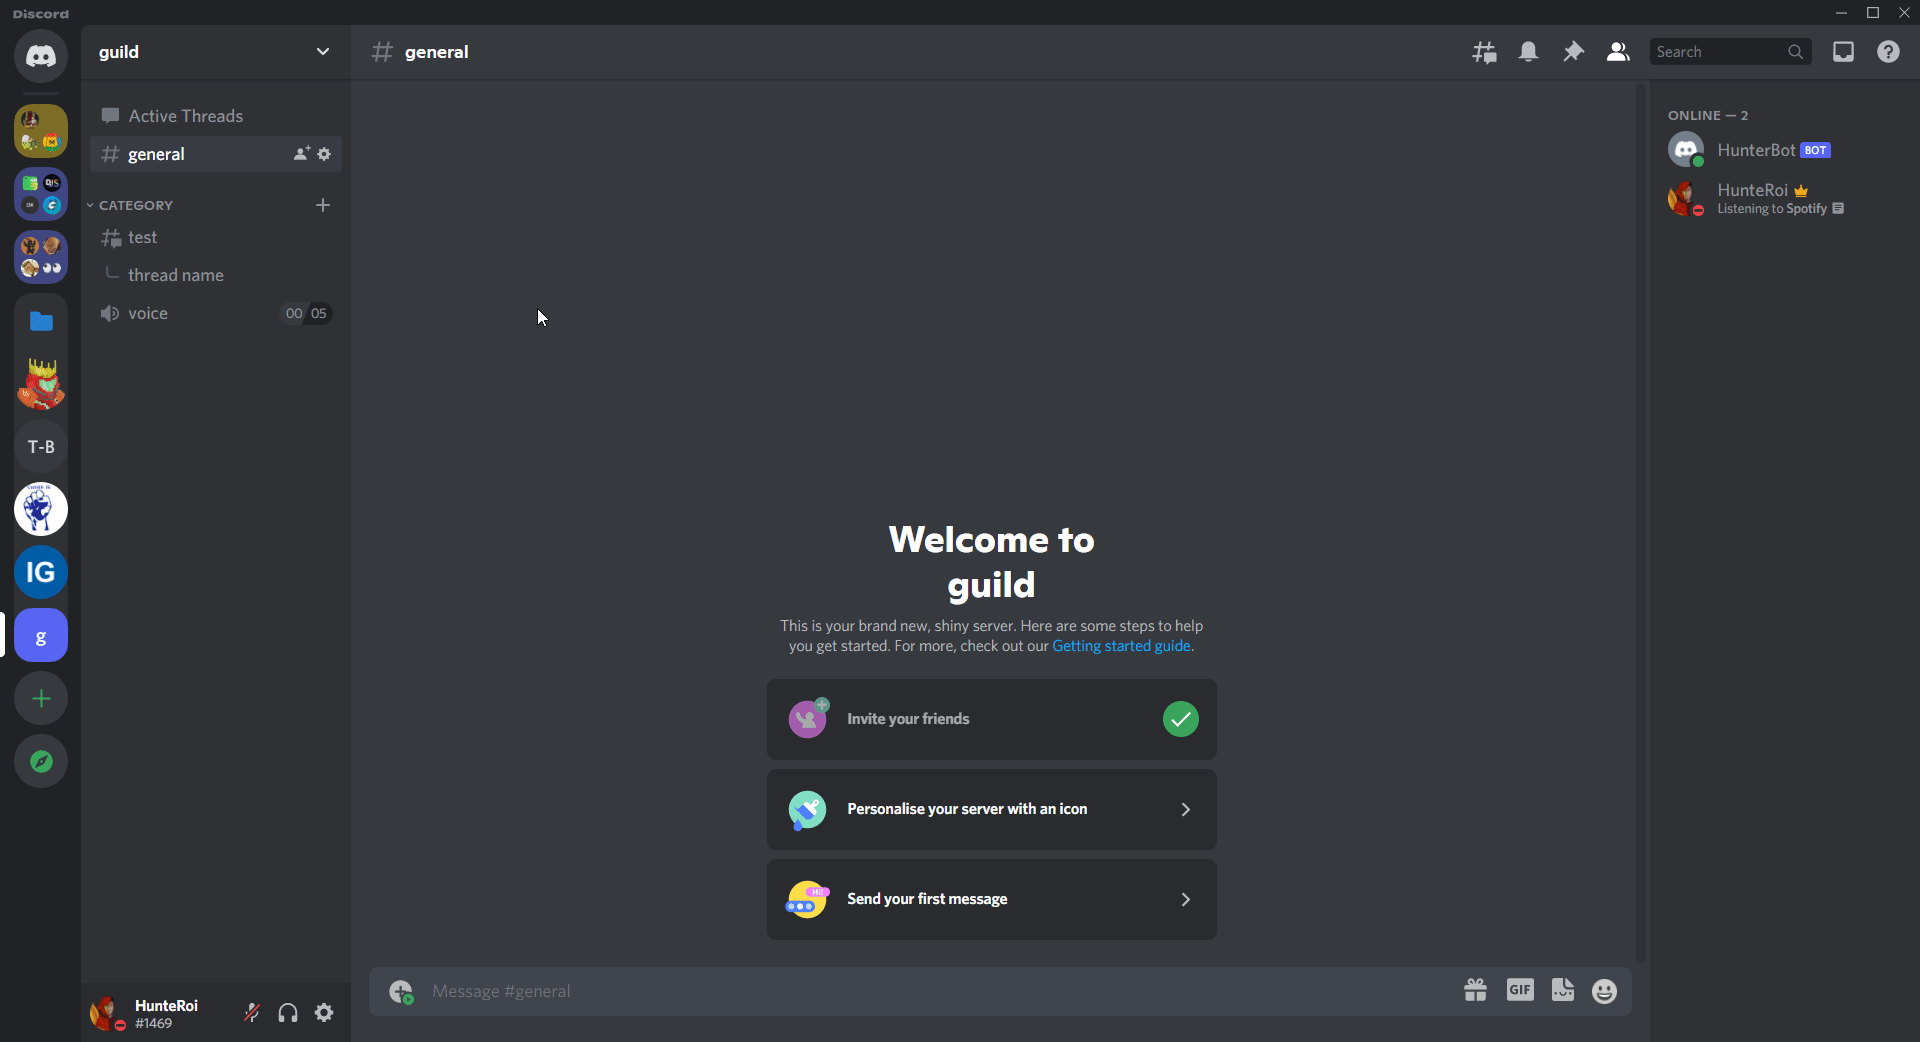 Discord
guild
general
Search
Active Threads
general
CATEGORY
test
thread name
voice
00 05
T-B
IG
g
ONLINE — 2
HunterBot BOT
HunteRoi
Listening to Spotify
Welcome to
guild
This is your brand new, shiny server. Here are some steps to help
you get started. For more, check out our Getting started guide.
Invite your friends
Personalise your server with an icon
Hi!
Send your first message
Message #general
GIF
HunteRoi
#1469